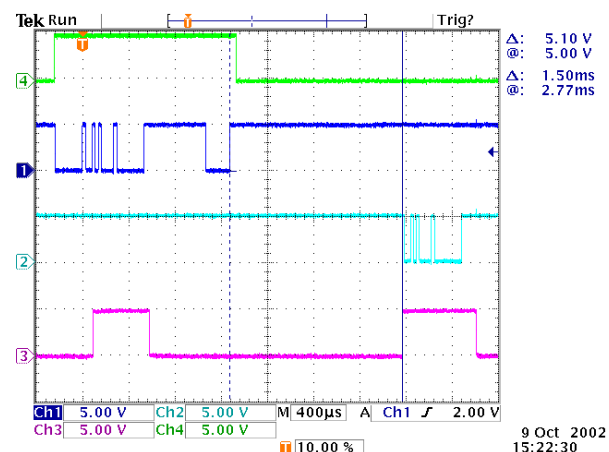 Tek Run Trig?
T
T
Δ: 5.10 V
@: 5.00 V
Δ: 1.50ms
@: 2.77ms
4
1
2
3
Ch1 5.00 V Ch2 5.00 V M 400µs A Ch1 2.00 V
Ch3 5.00 V Ch4 5.00 V
T 10.00 %
9 Oct 2002
15:22:30